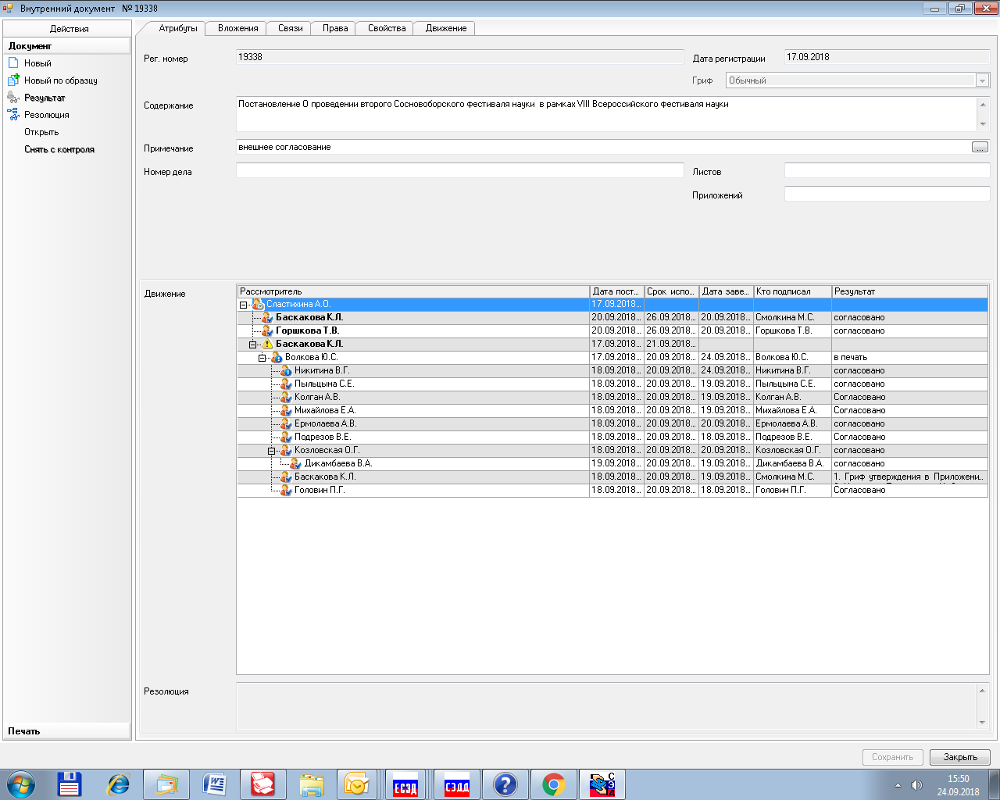 Внутренний документ № 19338
Действия
Документ
Новый
Новый по образцу
Результат
Резолюция
Открыть
Снять с контроля
Печать
Атрибуты Вложения Связи Права Свойства Движение
Рег. номер 19338 Дата регистрации 17.09.2018
Гриф Обычный
Содержание Постановление О проведении второго Сосновоборского фестиваля науки в рамках VIII Всероссийского фестиваля науки
Примечание внешнее согласование ...
Номер дела Листов
Приложений
Движение
Рассмотритель Дата пост... Срок испо... Дата заве... Кто подписал Результат
Сластихина А.О. 17.09.2018...
Баскакова К.Л. 20.09.2018... 26.09.2018... 20.09.2018... Смолкина М.С. согласовано
Горшкова Т.В. 20.09.2018... 26.09.2018... 20.09.2018... Горшкова Т.В. согласовано
Баскакова К.Л. 17.09.2018... 21.09.2018...
Волкова Ю.С. 17.09.2018... 20.09.2018... 24.09.2018... Волкова Ю.С. в печать
Никитина В.Г. 18.09.2018... 20.09.2018... 24.09.2018... Никитина В.Г. согласовано
Пыльцына С.Е. 18.09.2018... 20.09.2018... 19.09.2018... Пыльцына С.Е. согласовано
Колган А.В. 18.09.2018... 20.09.2018... 19.09.2018... Колган А.В. Согласовано
Михайлова Е.А. 18.09.2018... 20.09.2018... 19.09.2018... Михайлова Е.А. Согласовано
Ермолаева А.В. 18.09.2018... 20.09.2018... 19.09.2018... Ермолаева А.В. согласовано
Подрезов В.Е. 18.09.2018... 20.09.2018... 18.09.2018... Подрезов В.Е. Согласовано
Козловская О.Г. 18.09.2018... 20.09.2018... 20.09.2018... Козловская О.Г. согласовано
Дикамбаева В.А. 19.09.2018... 20.09.2018... 19.09.2018... Дикамбаева В.А. согласовано
Баскакова К.Л. 18.09.2018... 20.09.2018... 19.09.2018... Смолкина М.С. 1. Гриф утверждения в Приложени...
Головин П.Г. 18.09.2018... 20.09.2018... 18.09.2018... Головин П.Г. Согласовано
Резолюция
Сохранить Закрыть
ЕСЭД СЭДД СЭД
15:50
24.09.2018